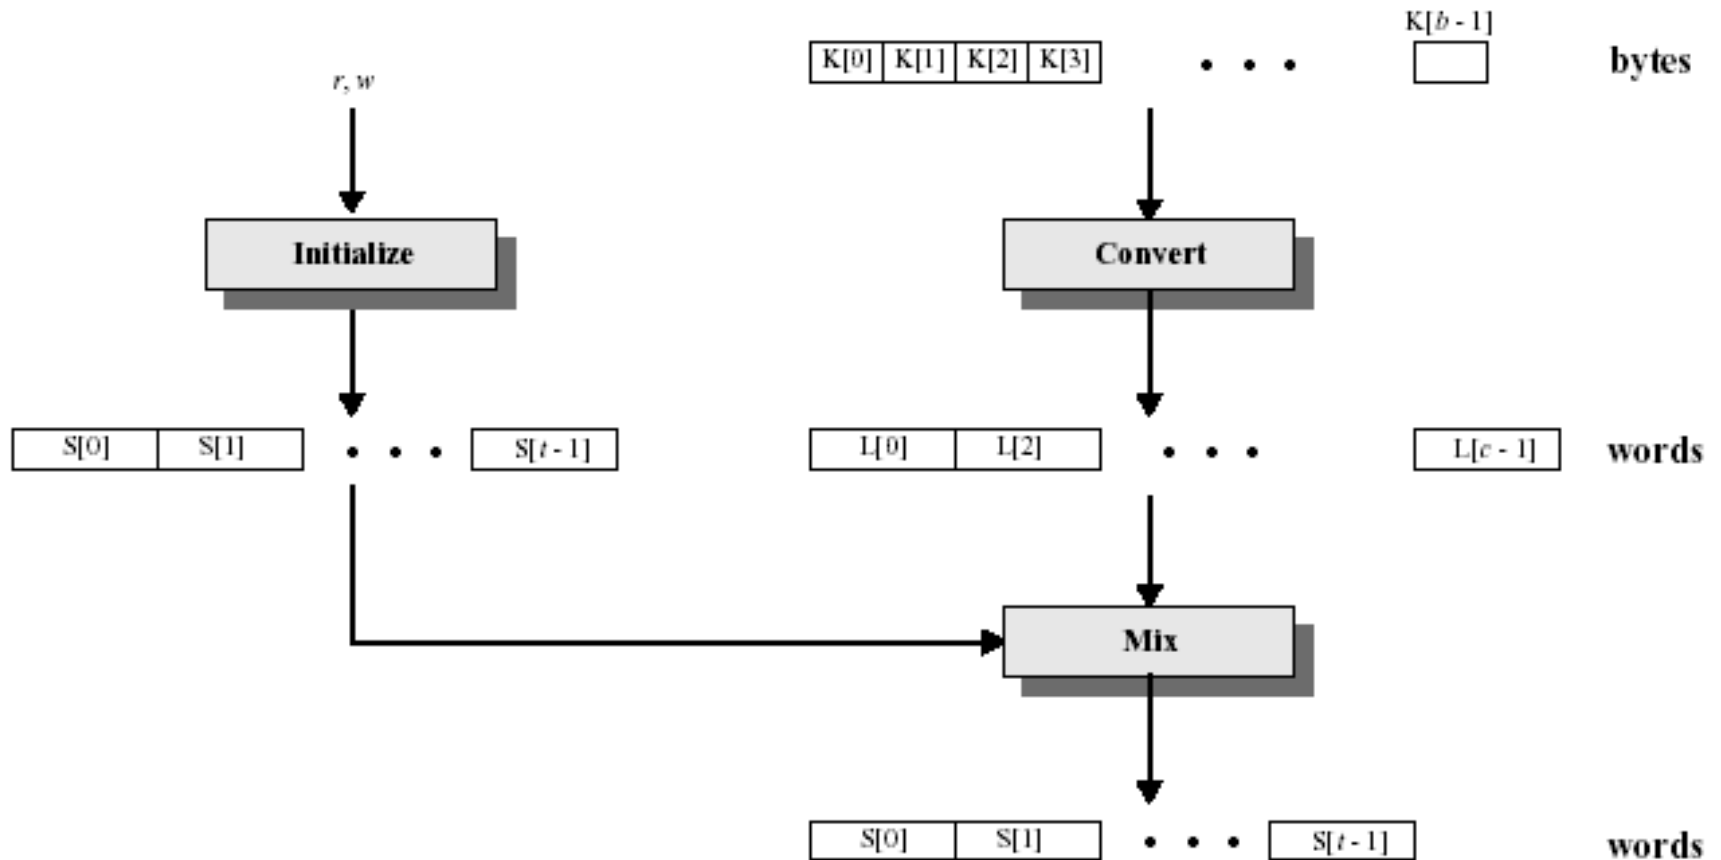 K[b - 1]
K[0] K[1] K[2] K[3] • • • bytes
r, w
Initialize Convert
S[0] S[1] • • • S[t - 1] L[0] L[2] • • • L[c - 1] words
Mix
S[0] S[1] • • • S[t - 1] words